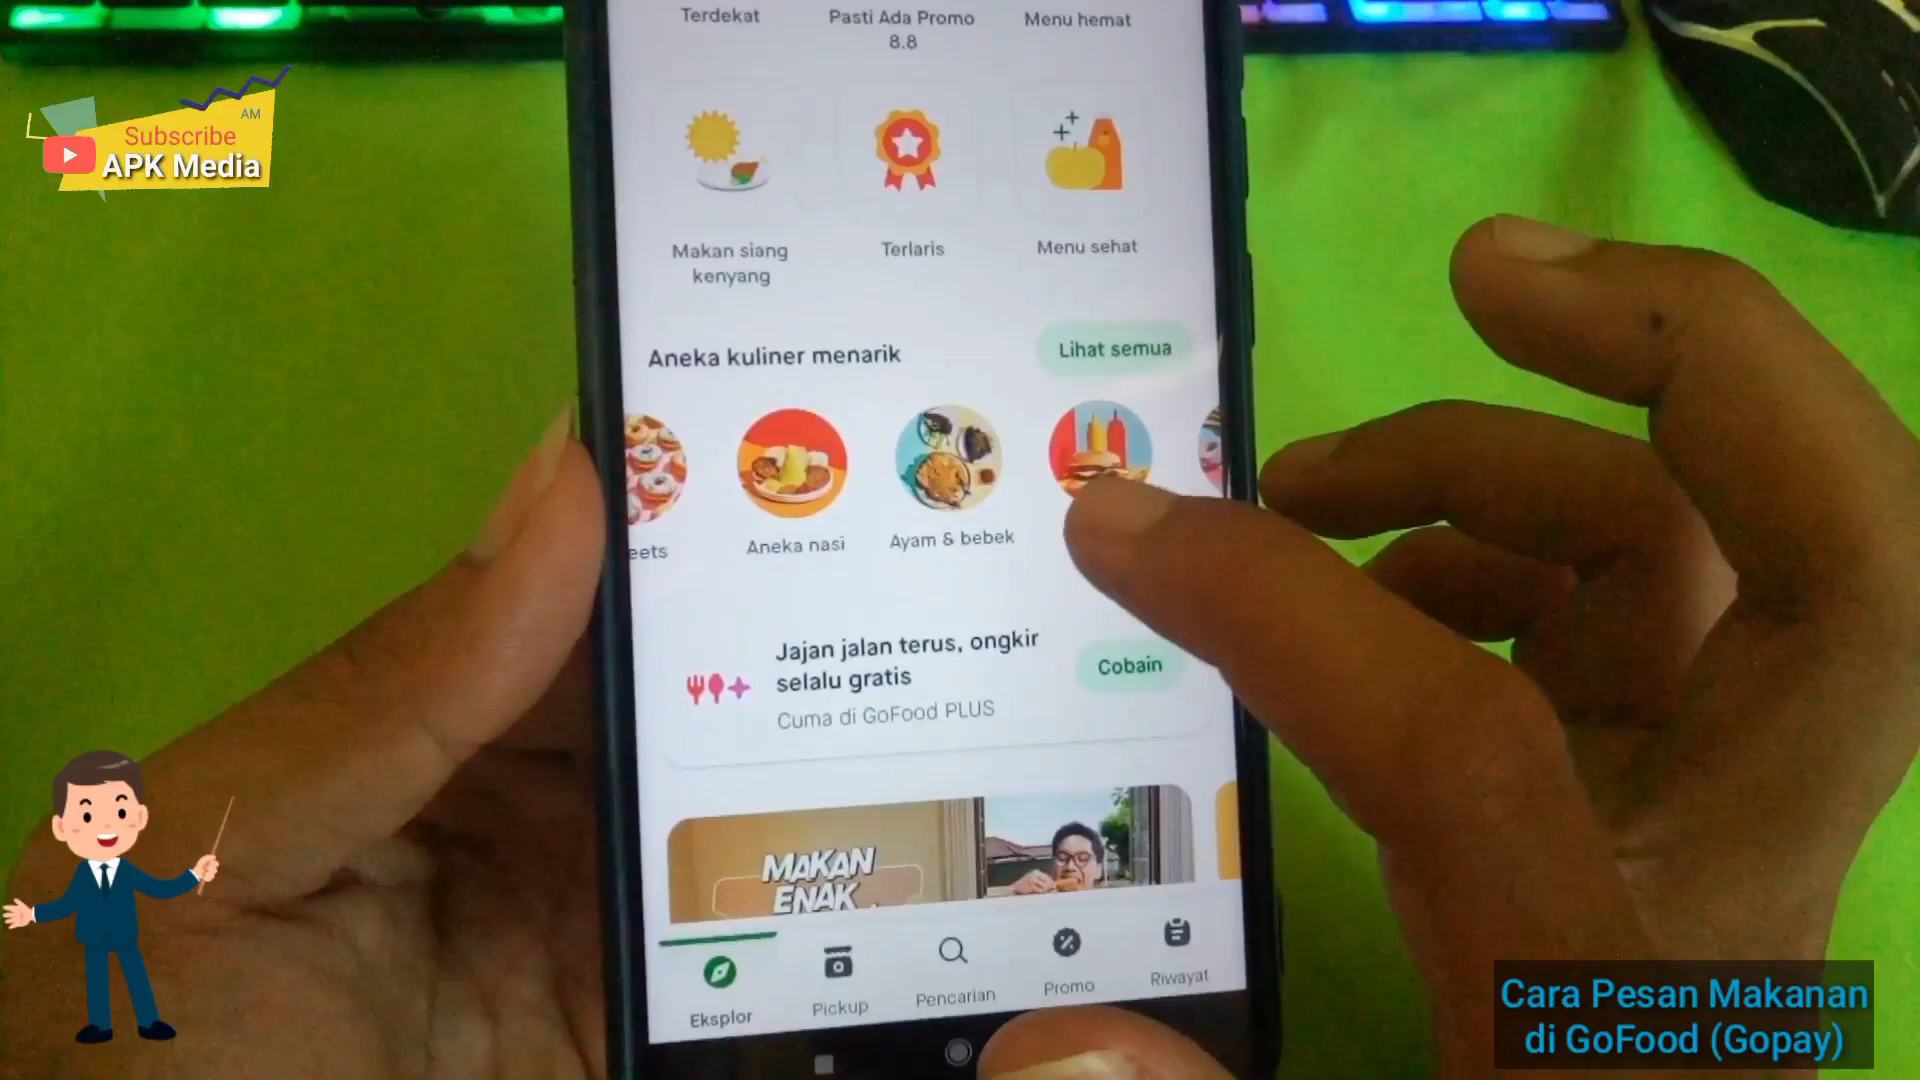 Terdekat
Pasti Ada Promo
8.8
Menu hemat
AM
Subscribe
APK Media
Makan siang
kenyang
Terlaris
Menu sehat
Aneka kuliner menarik
Lihat semua
eets
Aneka nasi
Ayam & bebek
Jajan jalan terus, ongkir
selalu gratis
Cuma di GoFood PLUS
Cobain
MAKAN
ENAK
Eksplor
Pickup
Pencarian
Promo
Riwayat
Cara Pesan Makanan
di GoFood (Gopay)